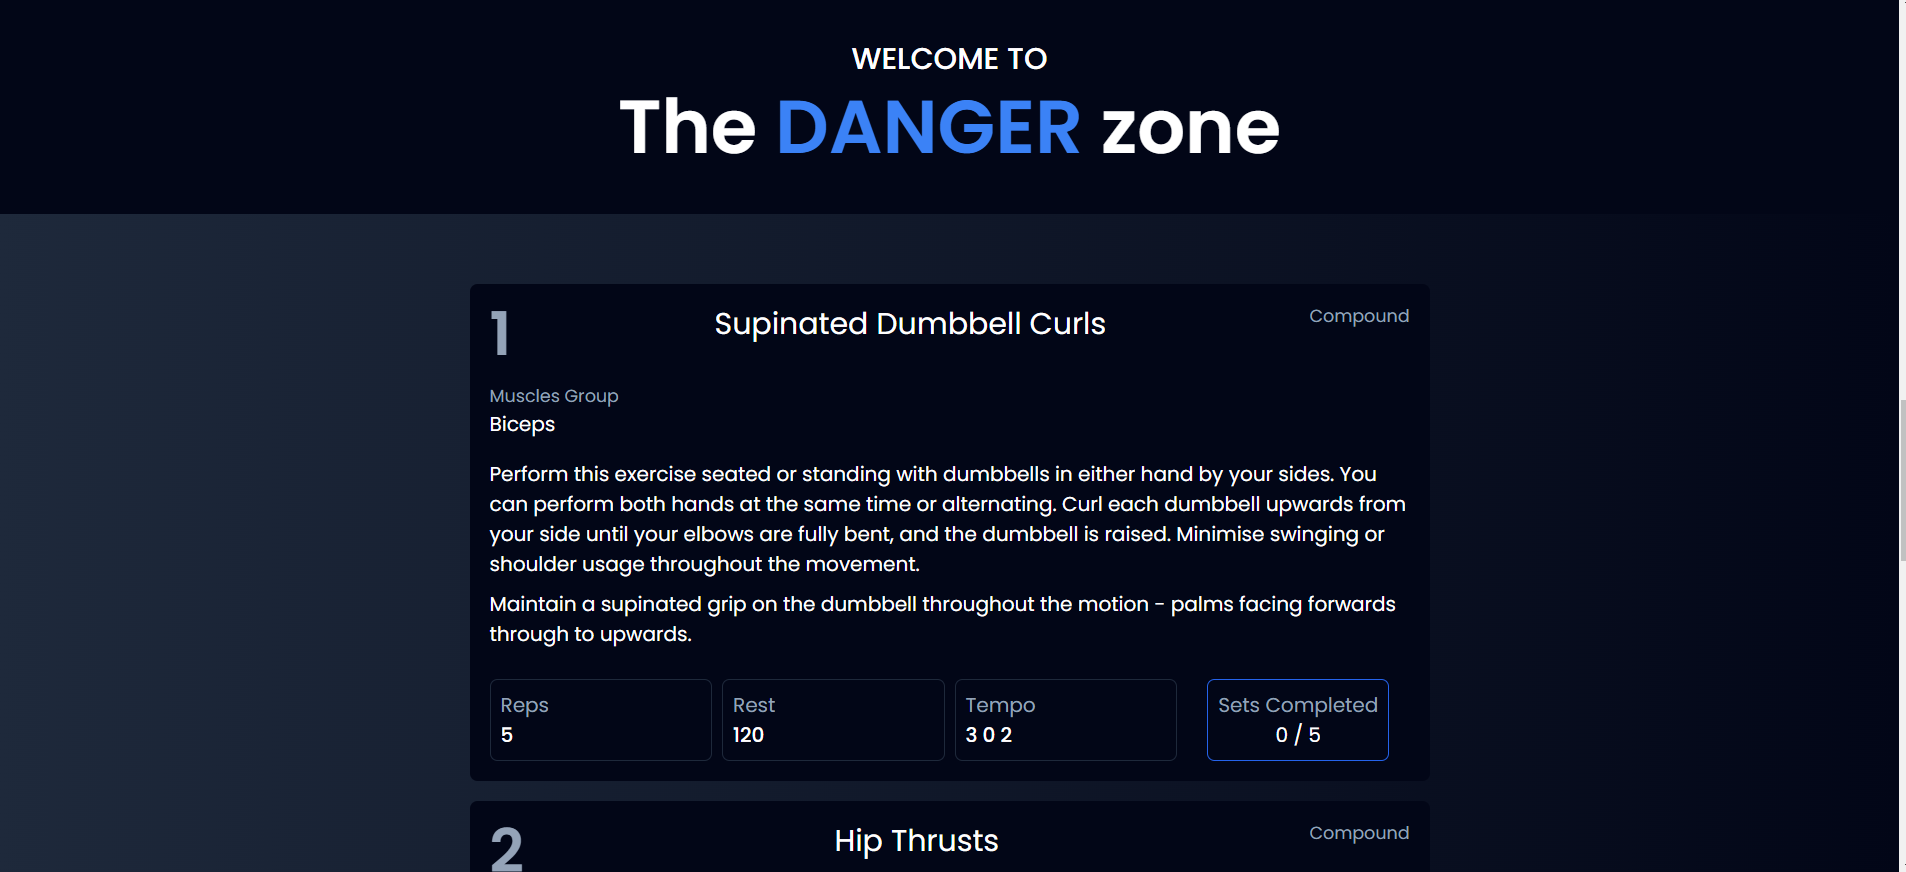 WELCOME TO
The DANGER zone
1
Supinated Dumbbell Curls
Compound
Muscles Group
Biceps
Perform this exercise seated or standing with dumbbells in either hand by your sides. You
can perform both hands at the same time or alternating. Curl each dumbbell upwards from
your side until your elbows are fully bent, and the dumbbell is raised. Minimise swinging or
shoulder usage throughout the movement.
Maintain a supinated grip on the dumbbell throughout the motion - palms facing forwards
through to upwards.
Reps
5
Rest
120
Tempo
3 0 2
Sets Completed
0 / 5
2
Hip Thrusts
Compound